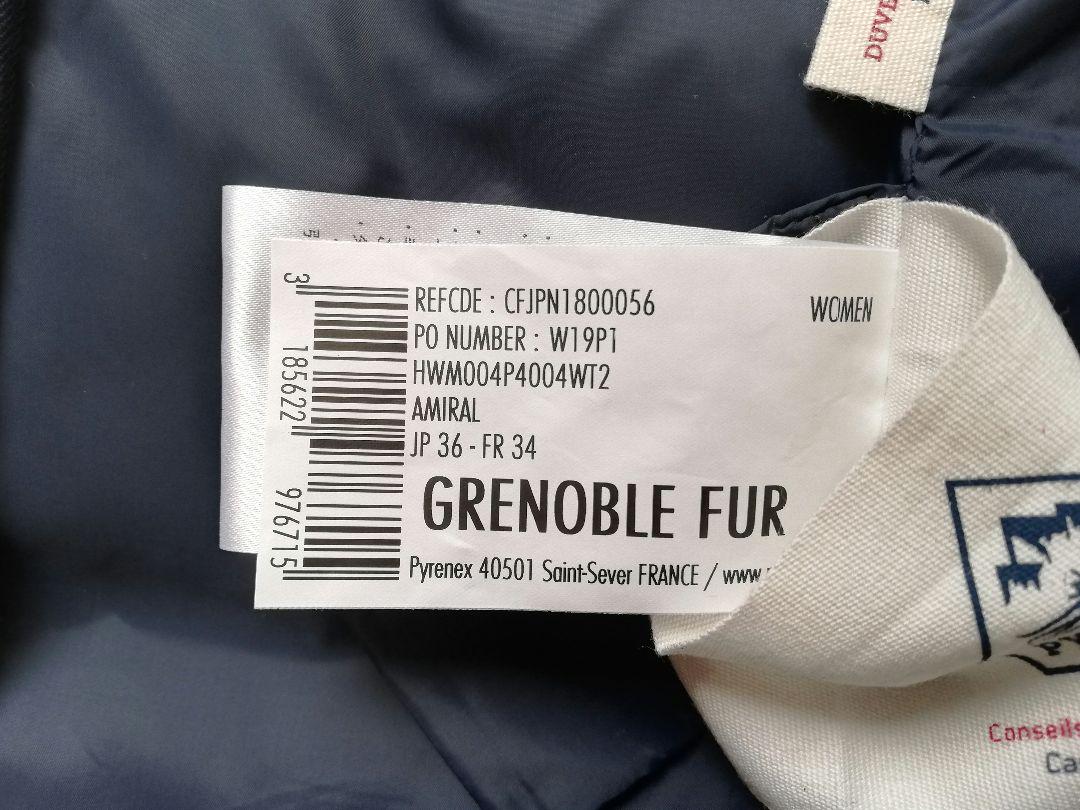 DUVE
3 185622 976715
REFCDE : CFJPN1800056
WOMEN
PO NUMBER : W19P1
HWM004P4004WT2
AMIRAL
JP 36 - FR 34
GRENOBLE FUR
Pyrenex 40501 Saint-Sever FRANCE / www.
Conseils
Ca